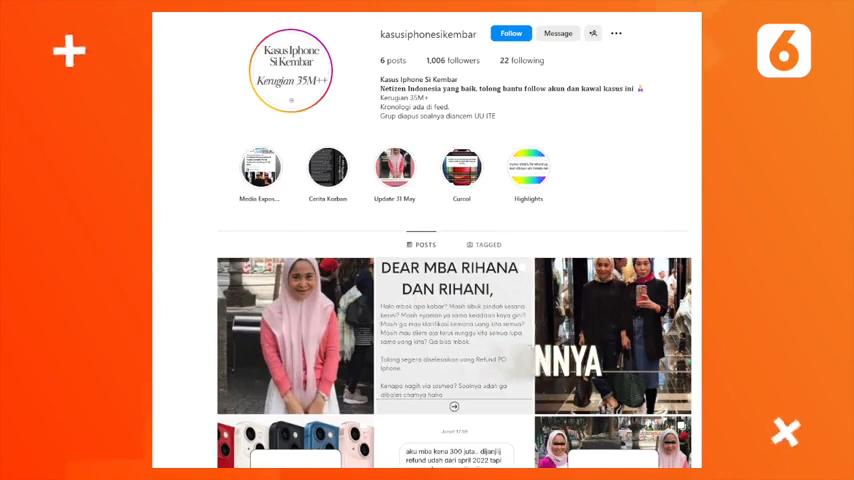 6
kasusiphonesikembar
Follow
Message
6 posts 1,006 followers 22 following
Kasus Iphone
Si Kembar
Kerugian 35M++
Kasus Iphone Si Kembar
Netizen Indonesia yang baik, tolong bantu follow akun dan kawal kasus ini
Kerugian 35M+
Kronologi ada di feed.
Grup diapus soalnya diancem UU ITE
Media Expos...
Cerita Korban
Update 31 May
Curcol
Highlights
POSTS
TAGGED
DEAR MBA RIHANA
DAN RIHANI,
Halo mbak apa kabar? Masih sibuk pindah kesana
kesini? Masih nyaman ya sama keadaan kaya gini?
Masih ga mau klarifikasi kemana uang kita semua?
Masih mau diem aja terus nunggu kita semua lupa
sama uang kita? Ga bisa mbak.
Tolong segera diselesaikan uang Refund PO
Iphone.
Kenapa nagih via sosmed? Soalnya udah ga
dibales chatnya haha
NNYA
aku mba kena 300 juta.. dijanjiij
refund udah dari april 2022 tapi